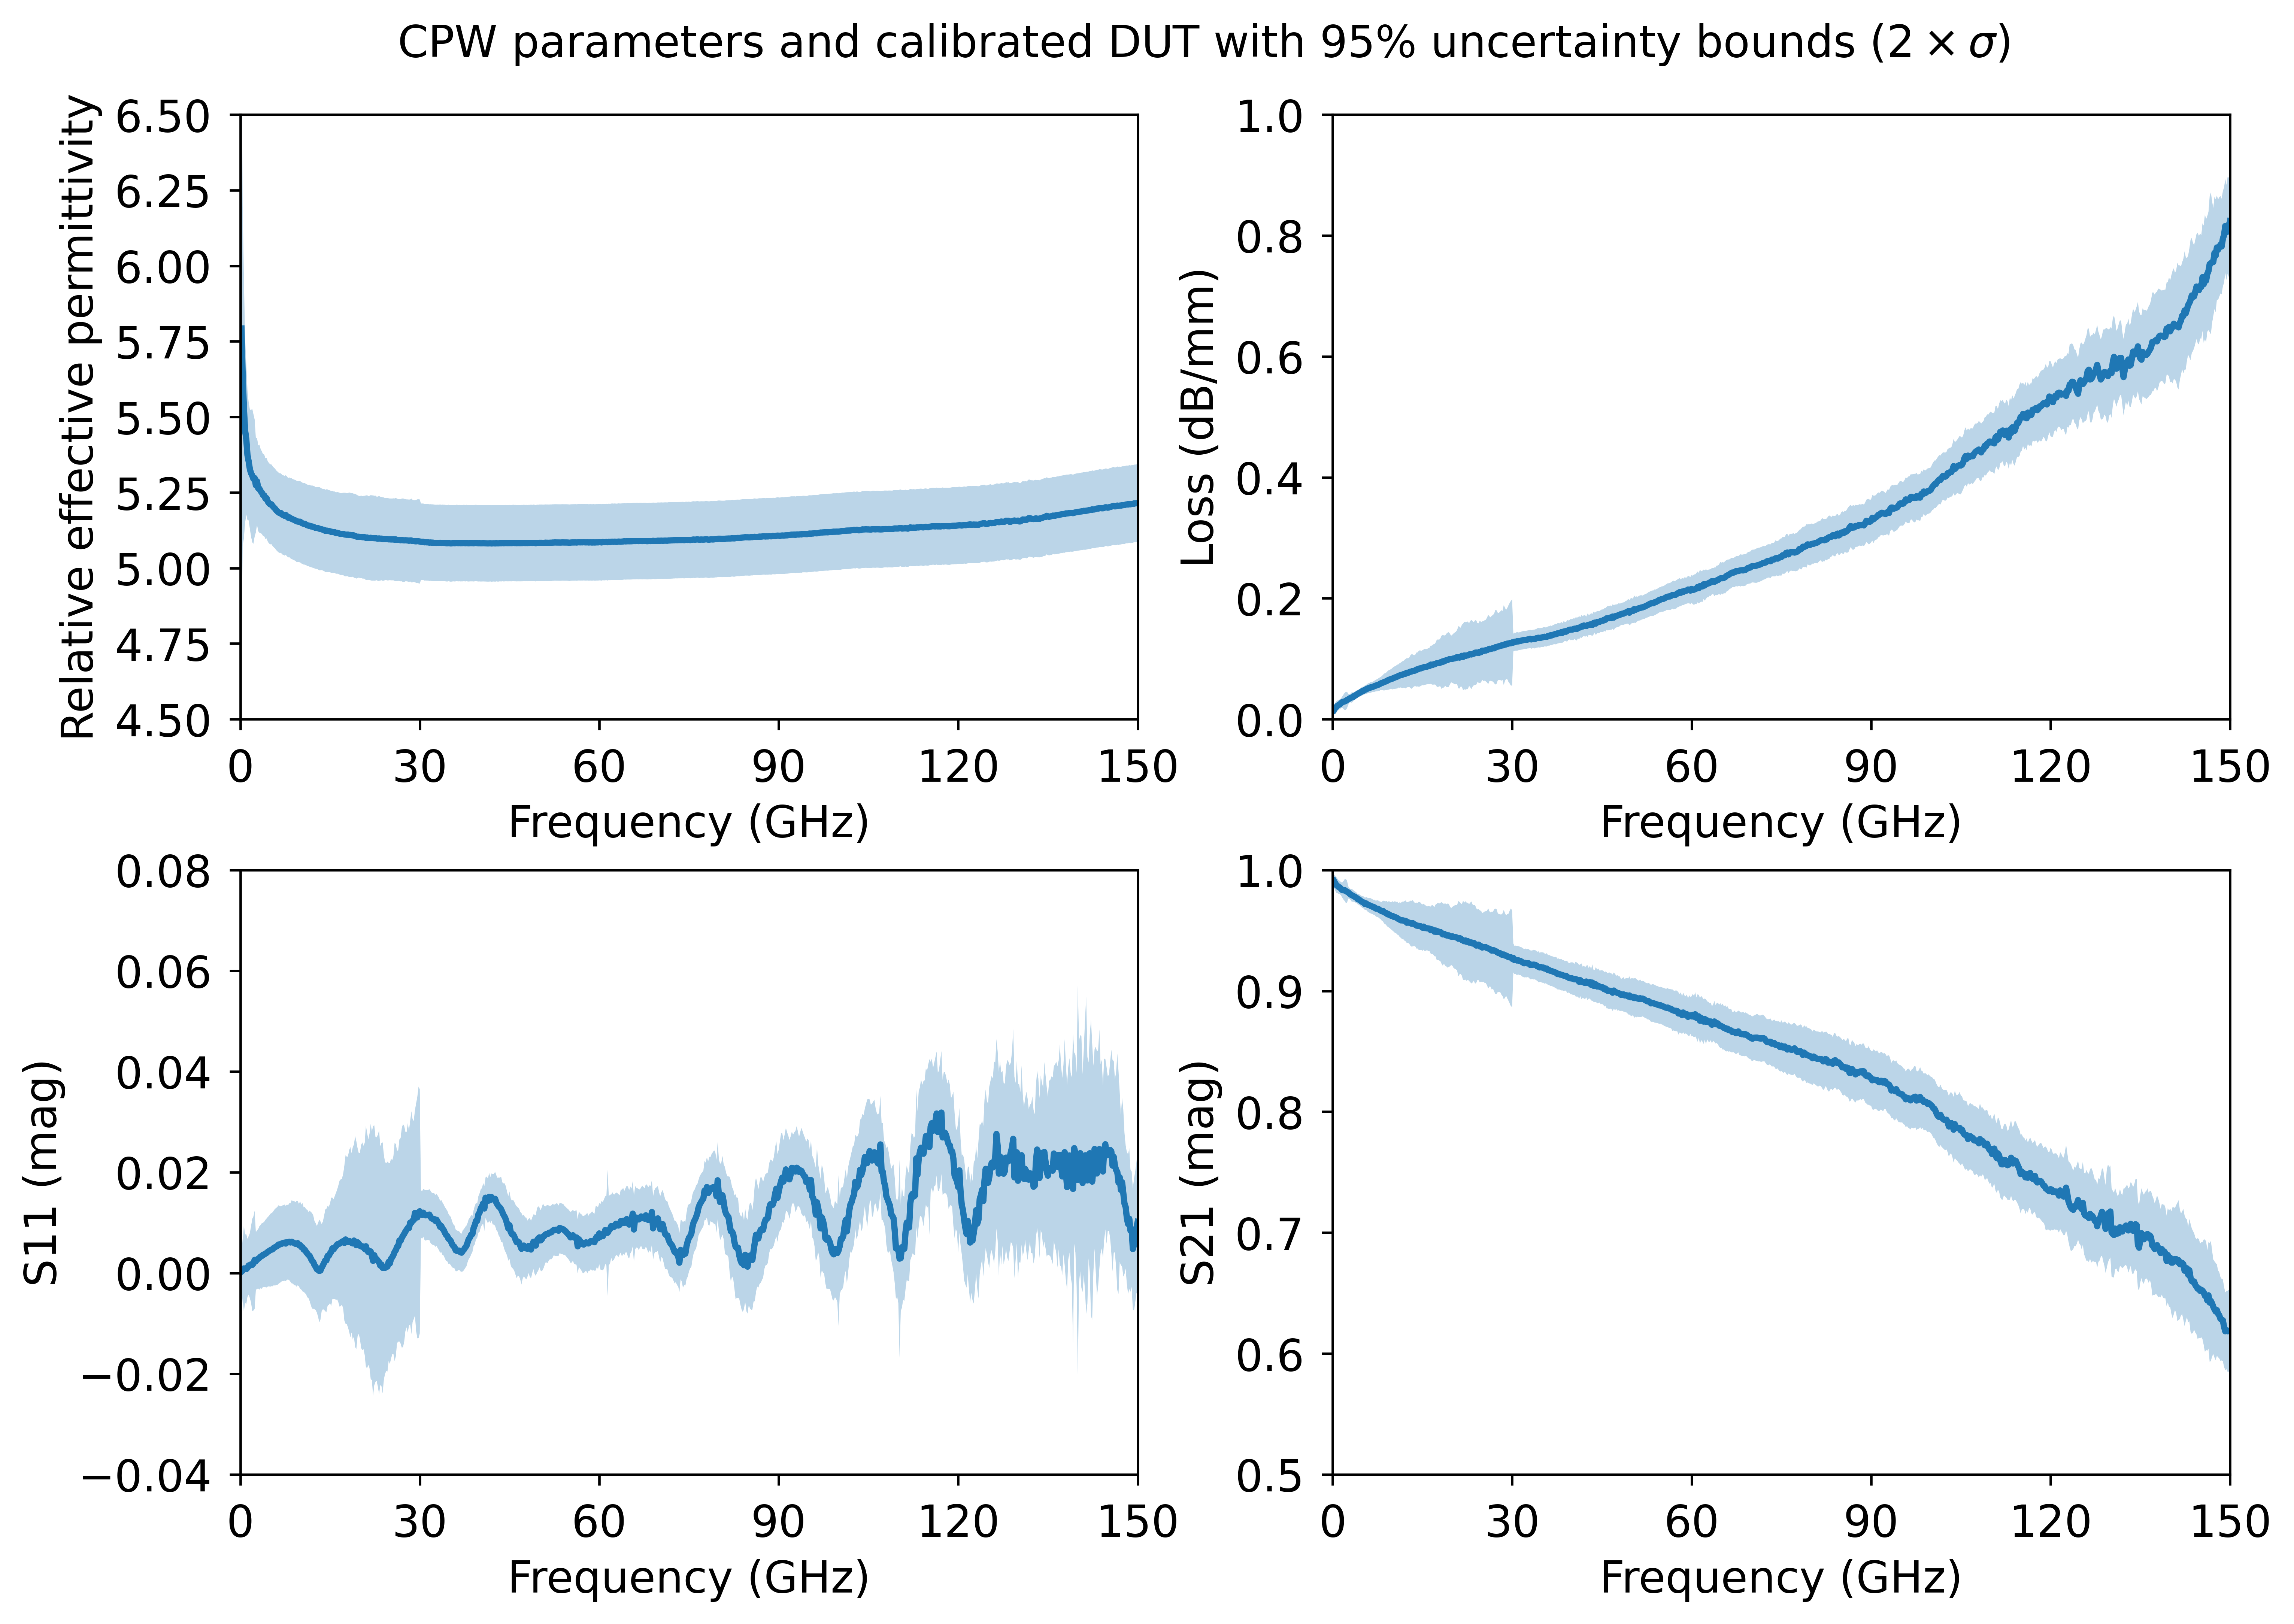 CPW parameters and calibrated DUT with 95% uncertainty bounds (2 × σ)
Relative effective permittivity
6.50
6.25
6.00
5.75
5.50
5.25
5.00
4.75
4.50
0 30 60 90 120 150
Frequency (GHz)
Loss (dB/mm)
1.0
0.8
0.6
0.4
0.2
0.0
0 30 60 90 120 150
Frequency (GHz)
S11 (mag)
0.08
0.06
0.04
0.02
0.00
−0.02
−0.04
0 30 60 90 120 150
Frequency (GHz)
S21 (mag)
1.0
0.9
0.8
0.7
0.6
0.5
0 30 60 90 120 150
Frequency (GHz)